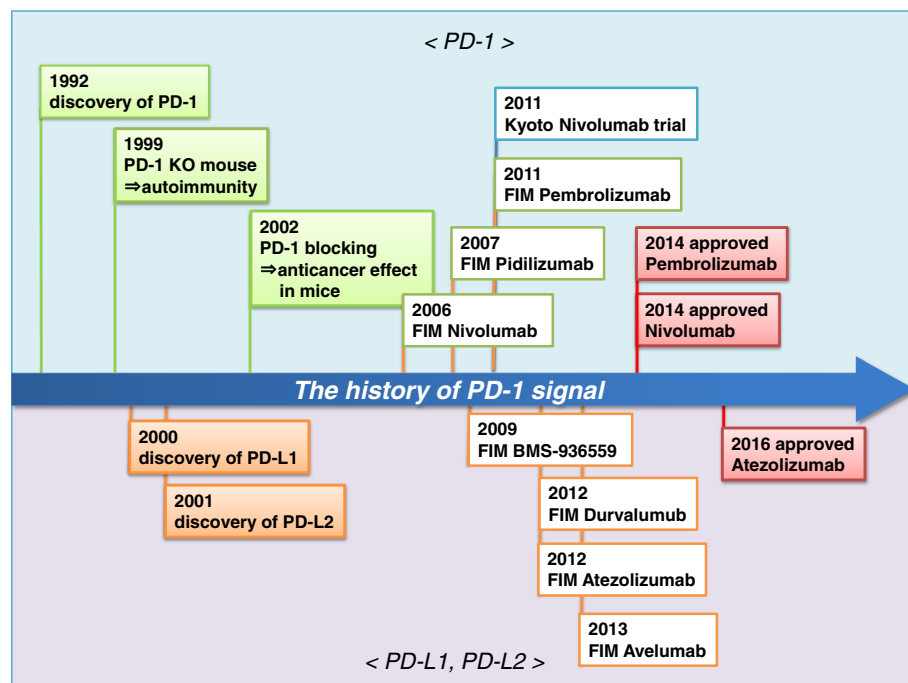 < PD-1 >
1992
discovery of PD-1
1999
PD-1 KO mouse
⇒autoimmunity
2002
PD-1 blocking
⇒anticancer effect
in mice
2011
Kyoto Nivolumab trial
2011
FIM Pembrolizumab
2007
FIM Pidilizumab
2006
FIM Nivolumab
2014 approved
Pembrolizumab
2014 approved
Nivolumab
The history of PD-1 signal
2000
discovery of PD-L1
2001
discovery of PD-L2
2009
FIM BMS-936559
2012
FIM Durvalumub
2012
FIM Atezolizumab
2013
FIM Avelumab
2016 approved
Atezolizumab
< PD-L1, PD-L2 >